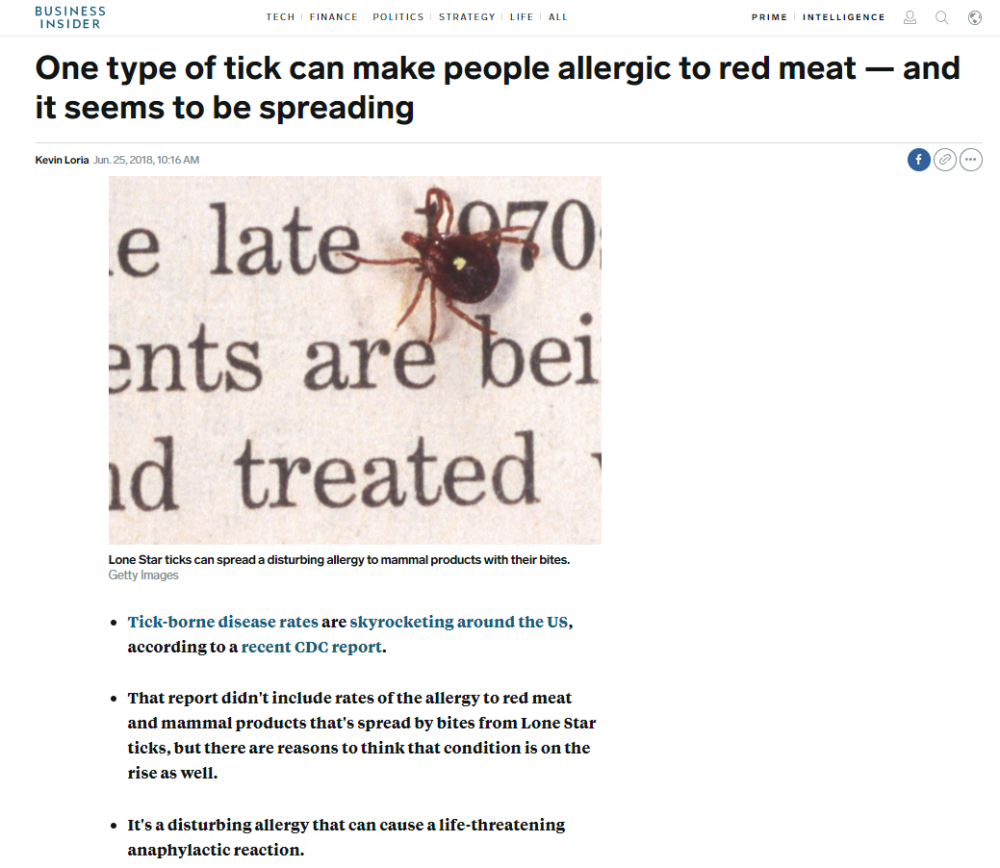 BUSINESS
INSIDER
TECH | FINANCE POLITICS | STRATEGY | LIFE | ALL
PRIME | INTELLIGENCE
One type of tick can make people allergic to red meat — and
it seems to be spreading
Kevin Loria Jun. 25, 2018, 10:16 AM
e late 1970
ents are bei
nd treated
Lone Star ticks can spread a disturbing allergy to mammal products with their bites.
Getty Images
• Tick-borne disease rates are skyrocketing around the US,
according to a recent CDC report.
• That report didn't include rates of the allergy to red meat
and mammal products that's spread by bites from Lone Star
ticks, but there are reasons to think that condition is on the
rise as well.
• It's a disturbing allergy that can cause a life-threatening
anaphylactic reaction.